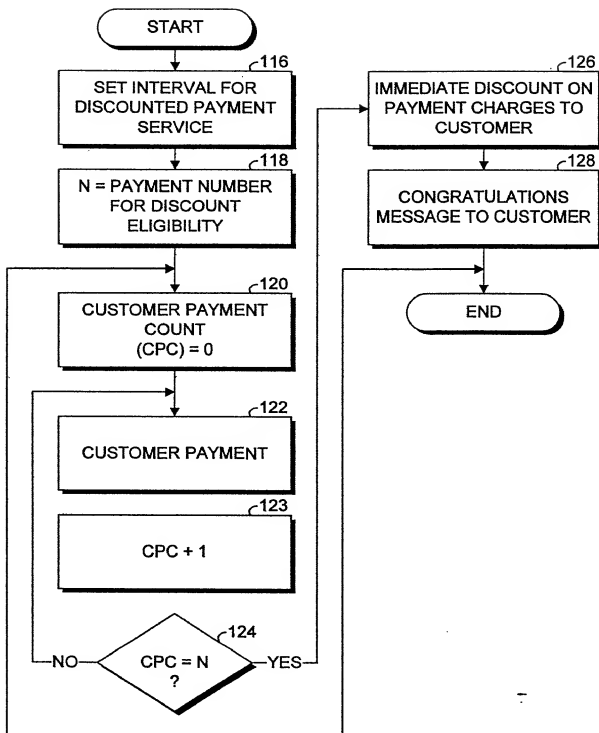 START
116
SET INTERVAL FOR
DISCOUNTED PAYMENT
SERVICE
118
N = PAYMENT NUMBER
FOR DISCOUNT
ELIGIBILITY
120
CUSTOMER PAYMENT
COUNT
(CPC) = 0
122
CUSTOMER PAYMENT
123
CPC + 1
124
CPC = N
?
NO
YES
126
IMMEDIATE DISCOUNT ON
PAYMENT CHARGES TO
CUSTOMER
128
CONGRATULATIONS
MESSAGE TO CUSTOMER
END